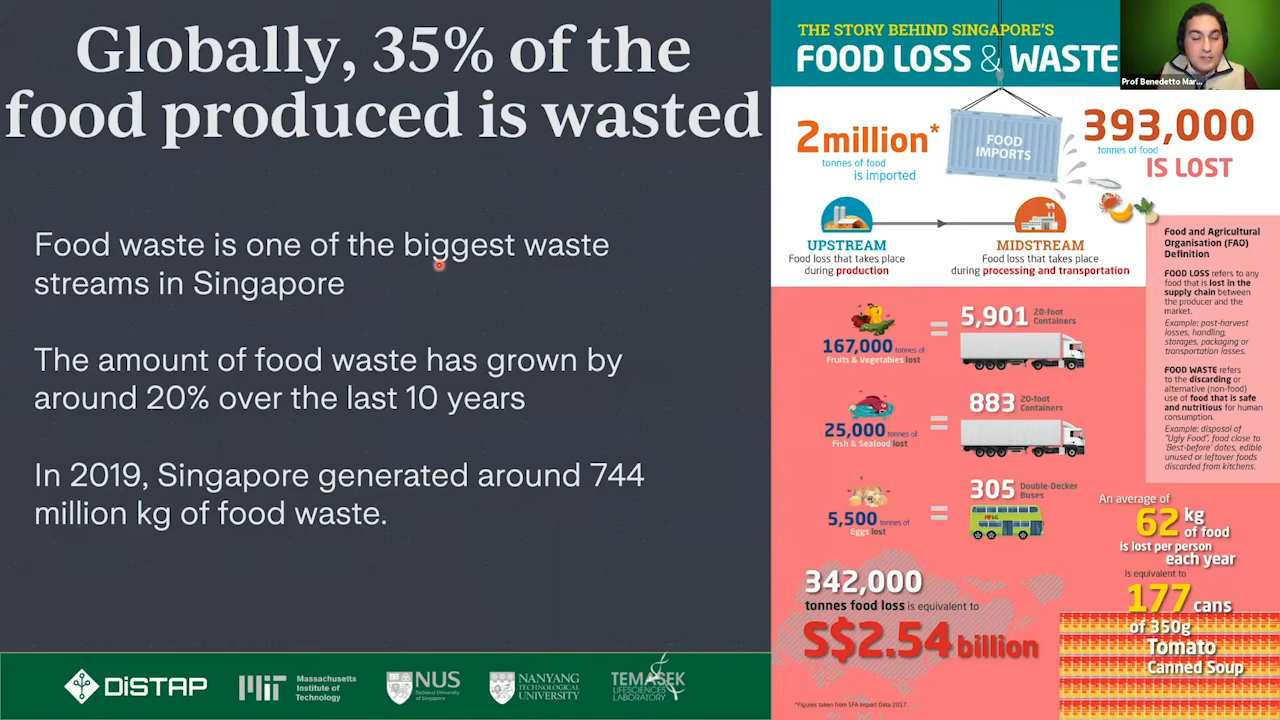 Globally, 35% of the
food produced is wasted
Food waste is one of the biggest waste
streams in Singapore
The amount of food waste has grown by
around 20% over the last 10 years
In 2019, Singapore generated around 744
million kg of food waste.
DiSTAP
MIT
Massachusetts
Institute of
Technology
NUS
National University
of Singapore
NANYANG
TECHNOLOGICAL
UNIVERSITY
TEMASEK
LIFESCIENCES
LABORATORY
THE STORY BEHIND SINGAPORE'S
FOOD LOSS & WASTE
Prof Benedetto Mar...
2million*
tonnes of food
is imported
FOOD
IMPORTS
393,000
tonnes of food
IS LOST
UPSTREAM
Food loss that takes place
during production
MIDSTREAM
Food loss that takes place
during processing and transportation
Food and Agricultural
Organisation (FAO)
Definition
FOOD LOSS refers to any
food that is lost in the
supply chain between
the producer and the
market.
Example: post-harvest
losses, handling,
storages, packaging or
transportation losses.
FOOD WASTE refers
to the discarding or
alternative (non-food)
use of food that is safe
and nutritious for human
consumption.
Example: disposal of
"Ugly Food", food close to
'Best-before' dates, edible
unused or leftover foods
discarded from kitchens.
167,000 tonnes of
Fruits & Vegetables lost
=
5,901 20-foot
Containers
25,000 tonnes of
Fish & Seafood lost
=
883 20-foot
Containers
5,500 tonnes of
Eggs lost
=
305 Double-Decker
Buses
342,000
tonnes food loss is equivalent to
S$2.54 billion
An average of
62 kg
of food
is lost per person
each year
is equivalent to
177 cans
of 350g
Tomato
Canned Soup
*Figures taken from SFA Import Data 2017.